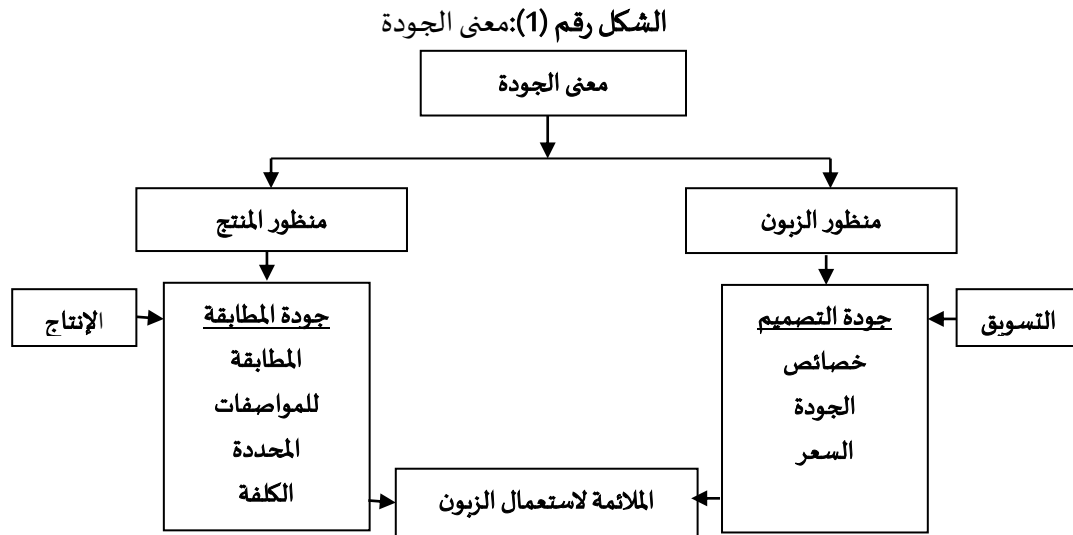 الشكل رقم (1):معنى الجودة
معنى الجودة
منظور الزبون
منظور المنتج
التسويق
جودة التصميم
خصائص
الجودة
السعر
جودة المطابقة
المطابقة
للمواصفات
المحددة
الكلفة
الإنتاج
الملائمة لاستعمال الزبون